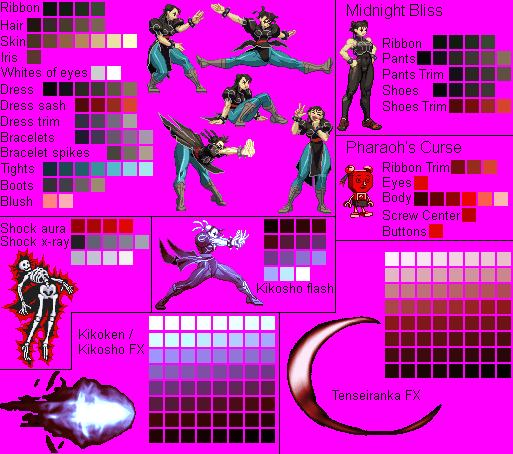 Ribbon
Hair
Skin
Iris
Whites of eyes
Dress
Dress sash
Dress trim
Bracelets
Bracelet spikes
Tights
Boots
Blush
Midnight Bliss
Ribbon
Pants
Pants Trim
Shoes
Shoes Trim
Pharaoh's Curse
Ribbon Trim
Eyes
Body
Screw Center
Buttons
Shock aura
Shock x-ray
Kikosho flash
Kikoken /
Kikosho FX
Tenseiranka FX